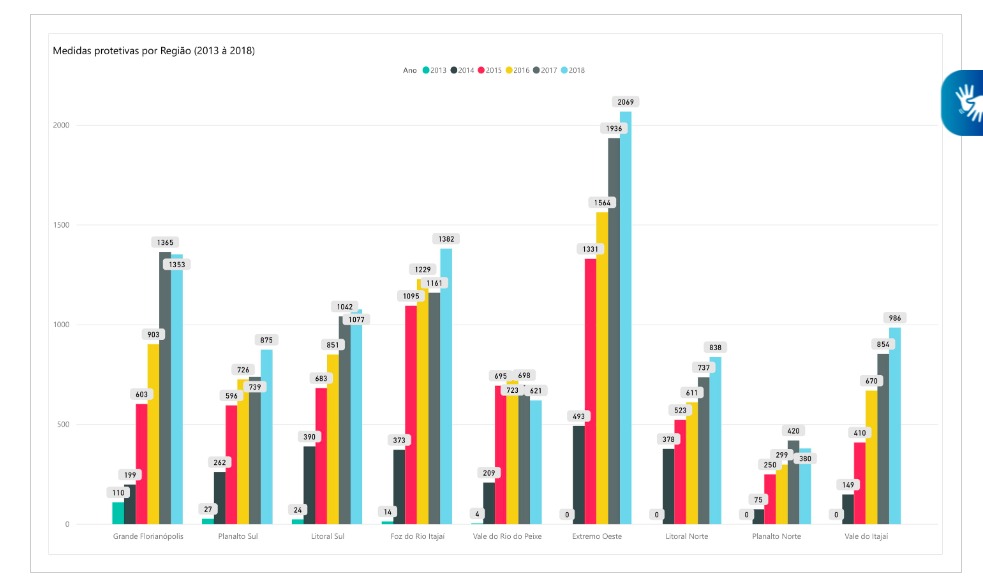 Medidas protetivas por Região (2013 à 2018)
Ano 2013 2014 2015 2016 2017 2018
2000
1500
1000
500
0
110 199 603 903 1365 1353
27 262 596 726 739 875
24 390 683 851 1042 1077
14 373 1095 1229 1161 1382
4 209 695 723 698 621
0 493 1331 1564 1936 2069
0 378 523 611 737 838
0 75 250 299 420 380
0 149 410 670 854 986
Grande Florianópolis Planalto Sul Litoral Sul Foz do Rio Itajaí Vale do Rio do Peixe Extremo Oeste Litoral Norte Planalto Norte Vale do Itajaí